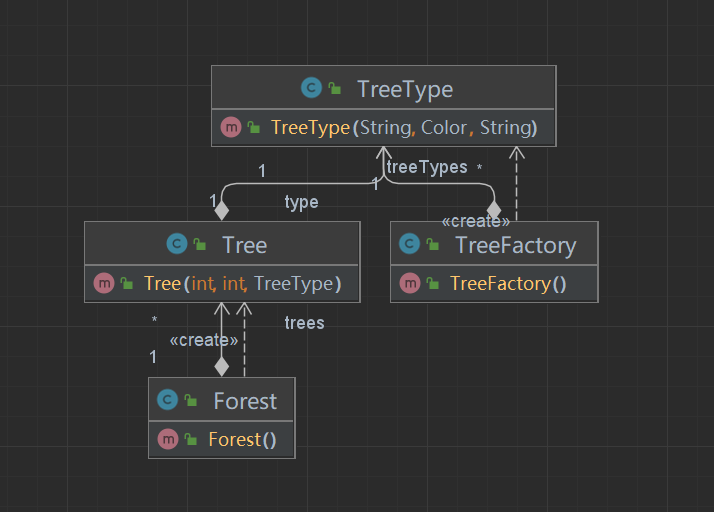 TreeType
TreeType(String, Color, String)
1
treeTypes *
1
1
type
«create»
Tree
TreeFactory
Tree(int, int, TreeType)
TreeFactory()
*
trees
«create»
1
Forest
Forest()